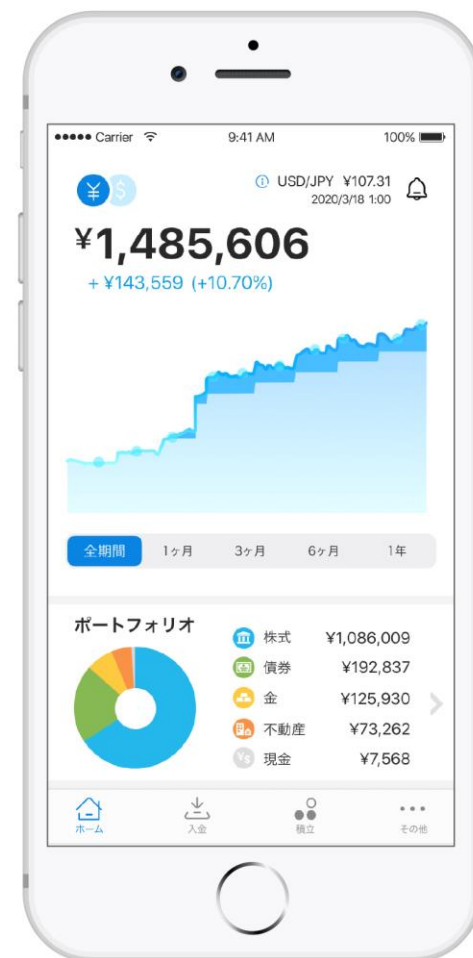 Carrier 9:41 AM 100%
¥ $ USD/JPY ¥107.31
2020/3/18 1:00
¥1,485,606
+ ¥143,559 (+10.70%)
全期間 1ヶ月 3ヶ月 6ヶ月 1年
ポートフォリオ
株式 ¥1,086,009
債券 ¥192,837
金 ¥125,930
不動産 ¥73,262
¥$ 現金 ¥7,568
ホーム 入金 積立 その他